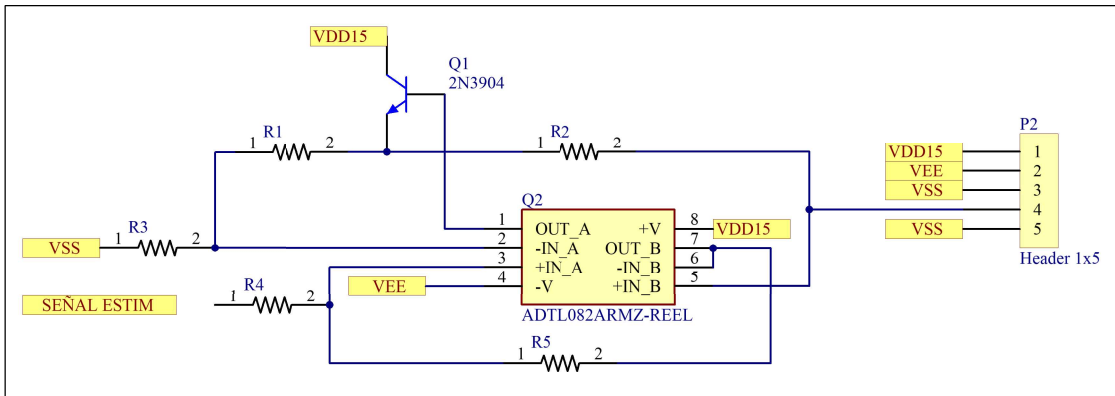 VDD15
Q1
2N3904
R1
1 2
R2
1 2
P2
VDD15 1
VEE 2
VSS 3
4
VSS 5
Header 1x5
R3
VSS 1 2
Q2
1 OUT_A +V 8 VDD15
2 -IN_A OUT_B 7
3 +IN_A -IN_B 6
4 -V +IN_B 5
VEE
ADTL082ARMZ-REEL
R4
SEÑAL ESTIM 1 2
R5
1 2